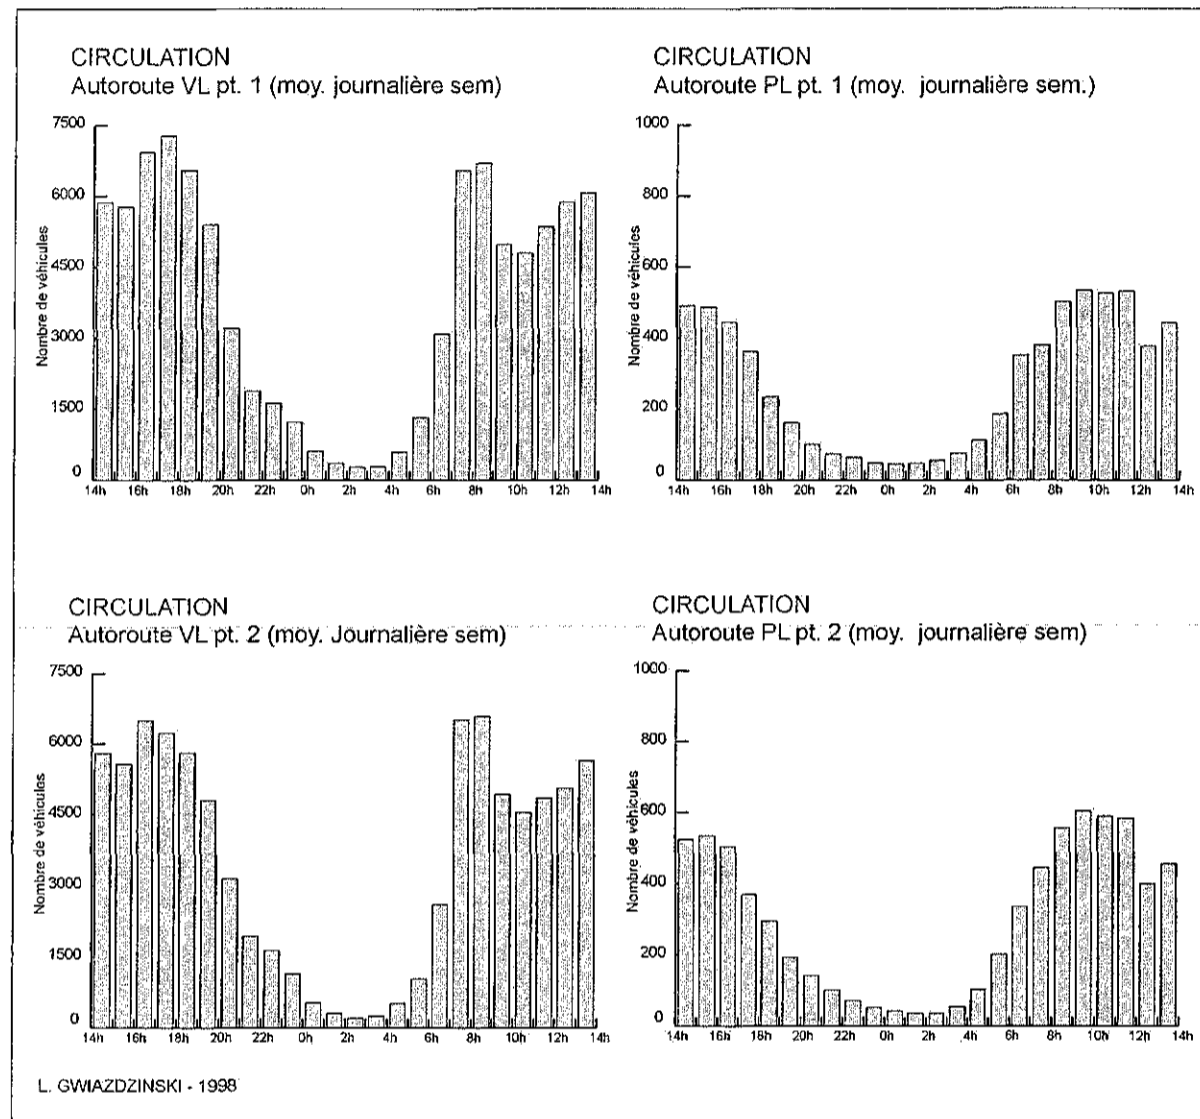 CIRCULATION
Autoroute VL pt. 1 (moy. journalière sem)
7500
6000
4500
3000
1500
0
Nombre de véhicules
14h 16h 18h 20h 22h 0h 2h 4h 6h 8h 10h 12h 14h
CIRCULATION
Autoroute PL pt. 1 (moy. journalière sem.)
1000
800
600
400
200
0
Nombre de véhicules
14h 16h 18h 20h 22h 0h 2h 4h 6h 8h 10h 12h 14h
CIRCULATION
Autoroute VL pt. 2 (moy. Journalière sem)
7500
6000
4500
3000
1500
0
Nombre de véhicules
14h 16h 18h 20h 22h 0h 2h 4h 6h 8h 10h 12h 14h
CIRCULATION
Autoroute PL pt. 2 (moy. journalière sem)
1000
800
600
400
200
0
Nombre de véhicules
14h 16h 18h 20h 22h 0h 2h 4h 6h 8h 10h 12h 14h
L. GWIAZDZINSKI - 1998